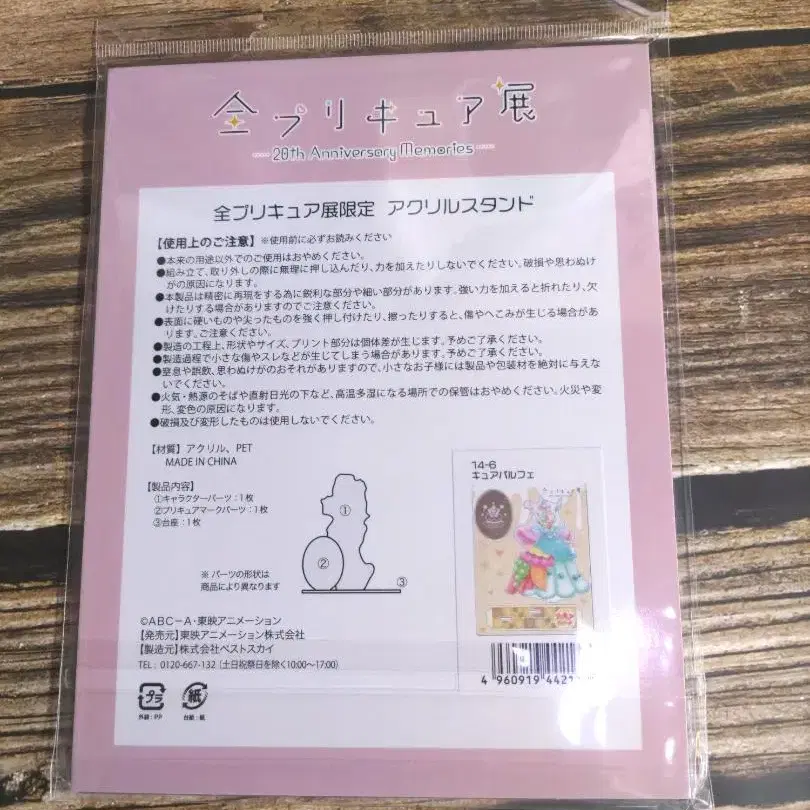 全プリキュア展
20th Anniversary Memories
全プリキュア展限定 アクリルスタンド
【使用上のご注意】※使用前に必ずお読みください
●本来の用途以外でのご使用はおやめください。
●組み立て、取り外しの際に無理に押し込んだり、力を加えたりしないでください。破損や思わぬけ
がの原因になります。
●本製品は精密に再現をする為に鋭利な部分や細い部分があります。強い力を加えると折れたり、欠
けたりする場合がありますのでご注意ください。
●表面に硬いものや尖ったものを強く押し付けたり、擦ったりすると、傷やへこみが生じる場合があ
ります。ご注意ください。
●製造の工程上、形状やサイズ、プリント部分は個体差が生じます。予めご了承ください。
●製造過程で小さな傷やスレなどが生じてしまう場合があります。予めご了承ください。
●窒息や誤飲、思わぬけがのおそれがありますので、小さなお子様には製品や包装材を絶対に与えな
いでください。
●火気・熱源のそばや直射日光の下など、高温多湿になる場所での保管はおやめください。火災や変
形、変色の原因になります。
●破損及び変形したものは使用しないでください。
【材質】アクリル、PET
MADE IN CHINA
【製品内容】
①キャラクターパーツ：1枚
②プリキュアマークパーツ：1枚
③台座：1枚
①
②
③
※パーツの形状は
商品により異なります
14-6
キュアパルフェ
全プリキュア展
©ABC-A・東映アニメーション
【発売元】東映アニメーション株式会社
【製造元】株式会社ベストスカイ
TEL：0120-667-132（土日祝祭日を除く10:00〜17:00）
プラ
外袋：PP
紙
台紙：紙
4 960919 442